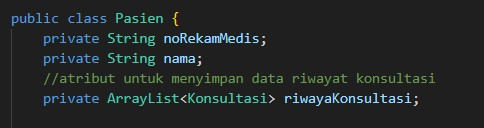 public class Pasien {
private String noRekamMedis;
private String nama;
//atribut untuk menyimpan data riwayat konsultasi
private ArrayList<Konsultasi> riwayaKonsultasi;